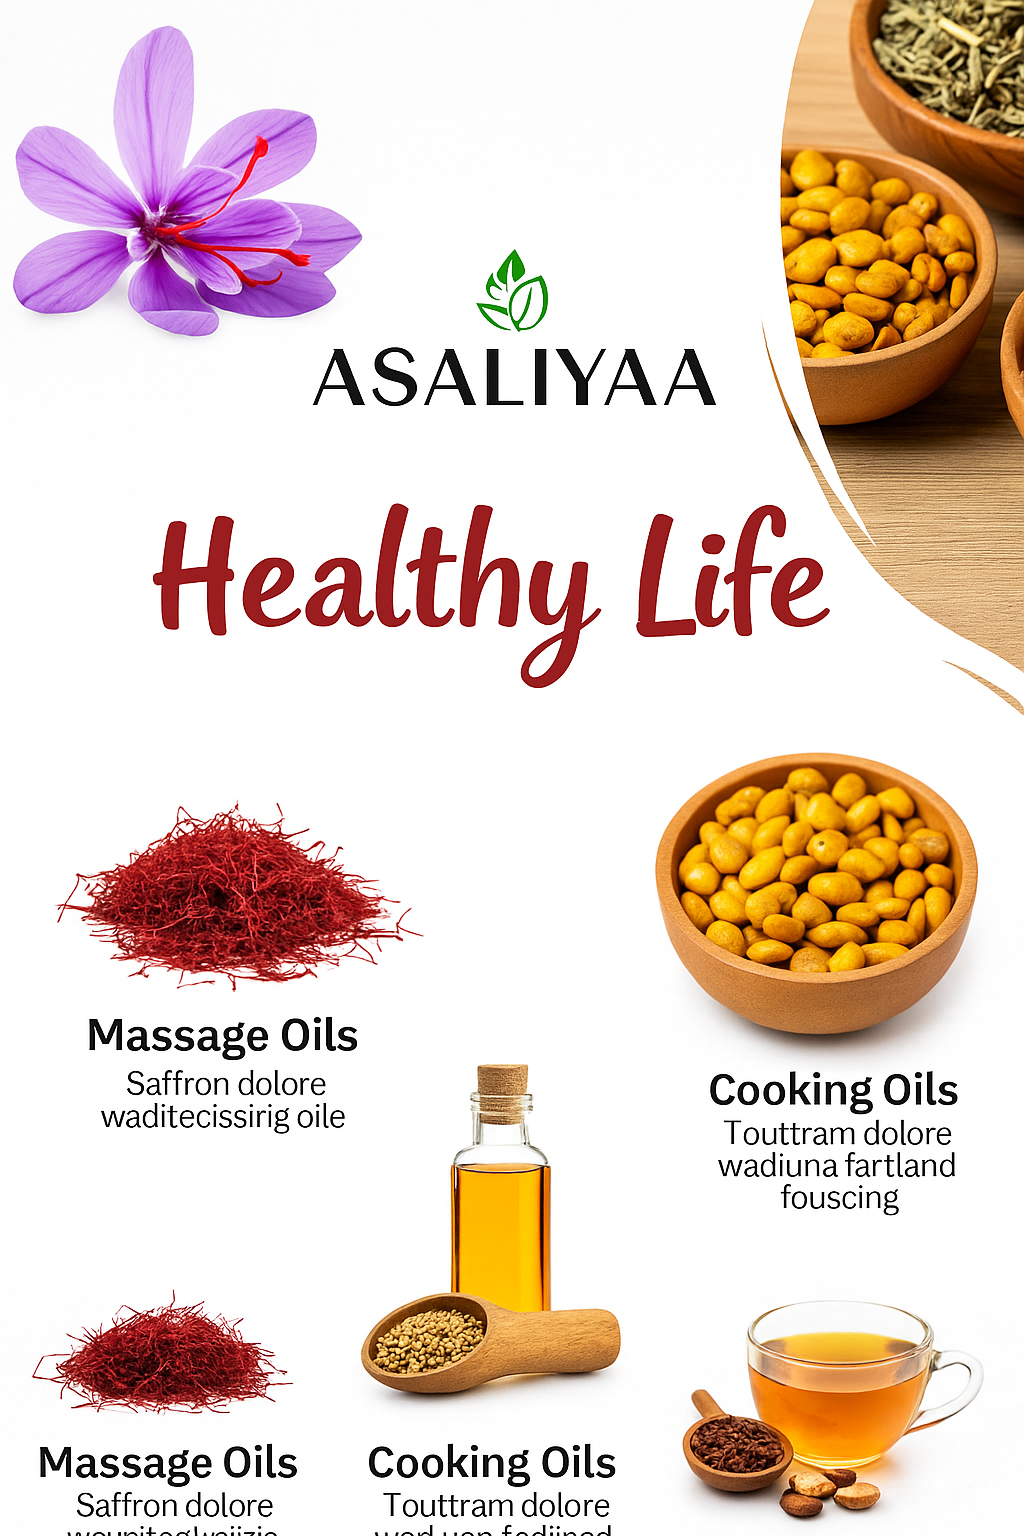 ASALIYAA
Healthy Life
Massage Oils
Saffron dolore
waditecissirig oile
Cooking Oils
Touttram dolore
wadiuna fartland
fouscing
Massage Oils
Saffron dolore
Cooking Oils
Touttram dolore